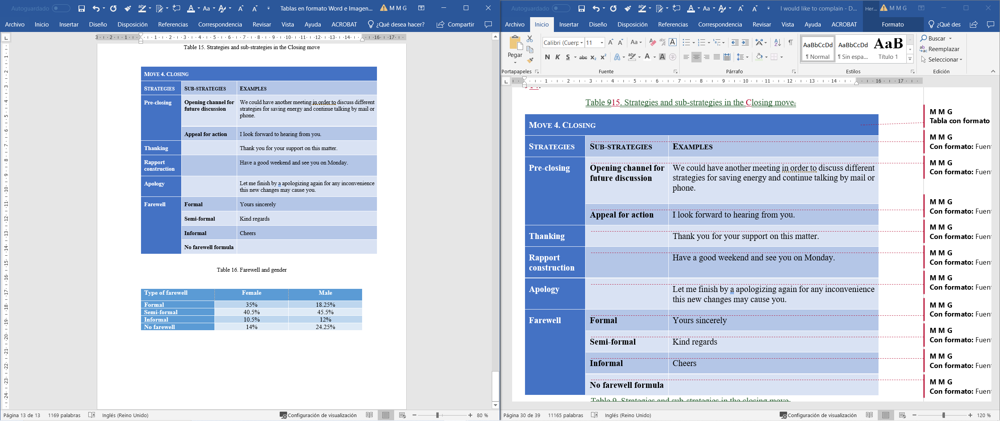 Autoguardado
Tablas en formato Word e Imagen...
M M G
Archivo Inicio Insertar Diseño Disposición Referencias Correspondencia Revisar Vista Ayuda ACROBAT ¿Qué desea hacer? Compartir
Table 15. Strategies and sub-strategies in the Closing move
MOVE 4. CLOSING
STRATEGIES SUB-STRATEGIES EXAMPLES
Pre-closing Opening channel for future discussion We could have another meeting in order to discuss different
strategies for saving energy and continue talking by mail or
phone.
Appeal for action I look forward to hearing from you.
Thanking Thank you for your support on this matter.
Rapport construction Have a good weekend and see you on Monday.
Apology Let me finish by a apologizing again for any inconvenience
this new changes may cause you.
Farewell Formal Yours sincerely
Semi-formal Kind regards
Informal Cheers
No farewell formula
Table 16. Farewell and gender
Type of farewell Female Male
Formal 35% 18.25%
Semi-formal 40.5% 45.5%
Informal 10.5% 12%
No farewell 14% 24.25%
Página 13 de 13 1169 palabras Inglés (Reino Unido) Configuración de visualización 80 %
Autoguardado
I would like to complain - D...
Her...
M M G
Archivo Inicio Insertar Diseño Disposición Referencias Correspondencia Revisar Vista Ayuda ACROBAT Formato ¿Qué des
Pegar
Portapapeles
Calibri (Cuerp 11
N K S abc x₂ x²
Fuente
Párrafo
AaBbCcDd AaBbCcDd AaB
¶ Normal ¶ Sin espa... Título 1
Estilos
Buscar
Reemplazar
Seleccionar
Edición
Table 915. Strategies and sub-strategies in the Closing move.
MOVE 4. CLOSING
STRATEGIES SUB-STRATEGIES EXAMPLES
Pre-closing Opening channel for future discussion We could have another meeting in order to discuss different
strategies for saving energy and continue talking by mail or
phone.
Appeal for action I look forward to hearing from you.
Thanking Thank you for your support on this matter.
Rapport construction Have a good weekend and see you on Monday.
Apology Let me finish by a apologizing again for any inconvenience
this new changes may cause you.
Farewell Formal Yours sincerely
Semi-formal Kind regards
Informal Cheers
No farewell formula
Table 9. Strategies and sub-strategies in the closing move.
M M G
Tabla con formato
M M G
Con formato: Fuen
M M G
Con formato: Fuen
M M G
Con formato: Fuen
M M G
Con formato: Fuen
M M G
Con formato: Fuen
M M G
Con formato: Fuen
M M G
Con formato: Fuen
M M G
Con formato: Fuen
M M G
Con formato: Fuen
M M G
Con formato: Fuen
Página 30 de 39 11165 palabras Inglés (Reino Unido) Configuración de visualización 120 %